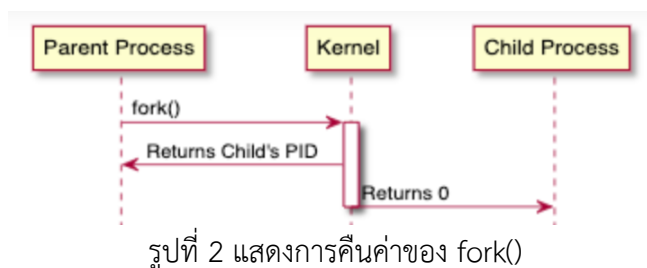 Parent Process
Kernel
Child Process
fork()
Returns Child's PID
Returns 0
รูปที่ 2 แสดงการคืนค่าของ fork()